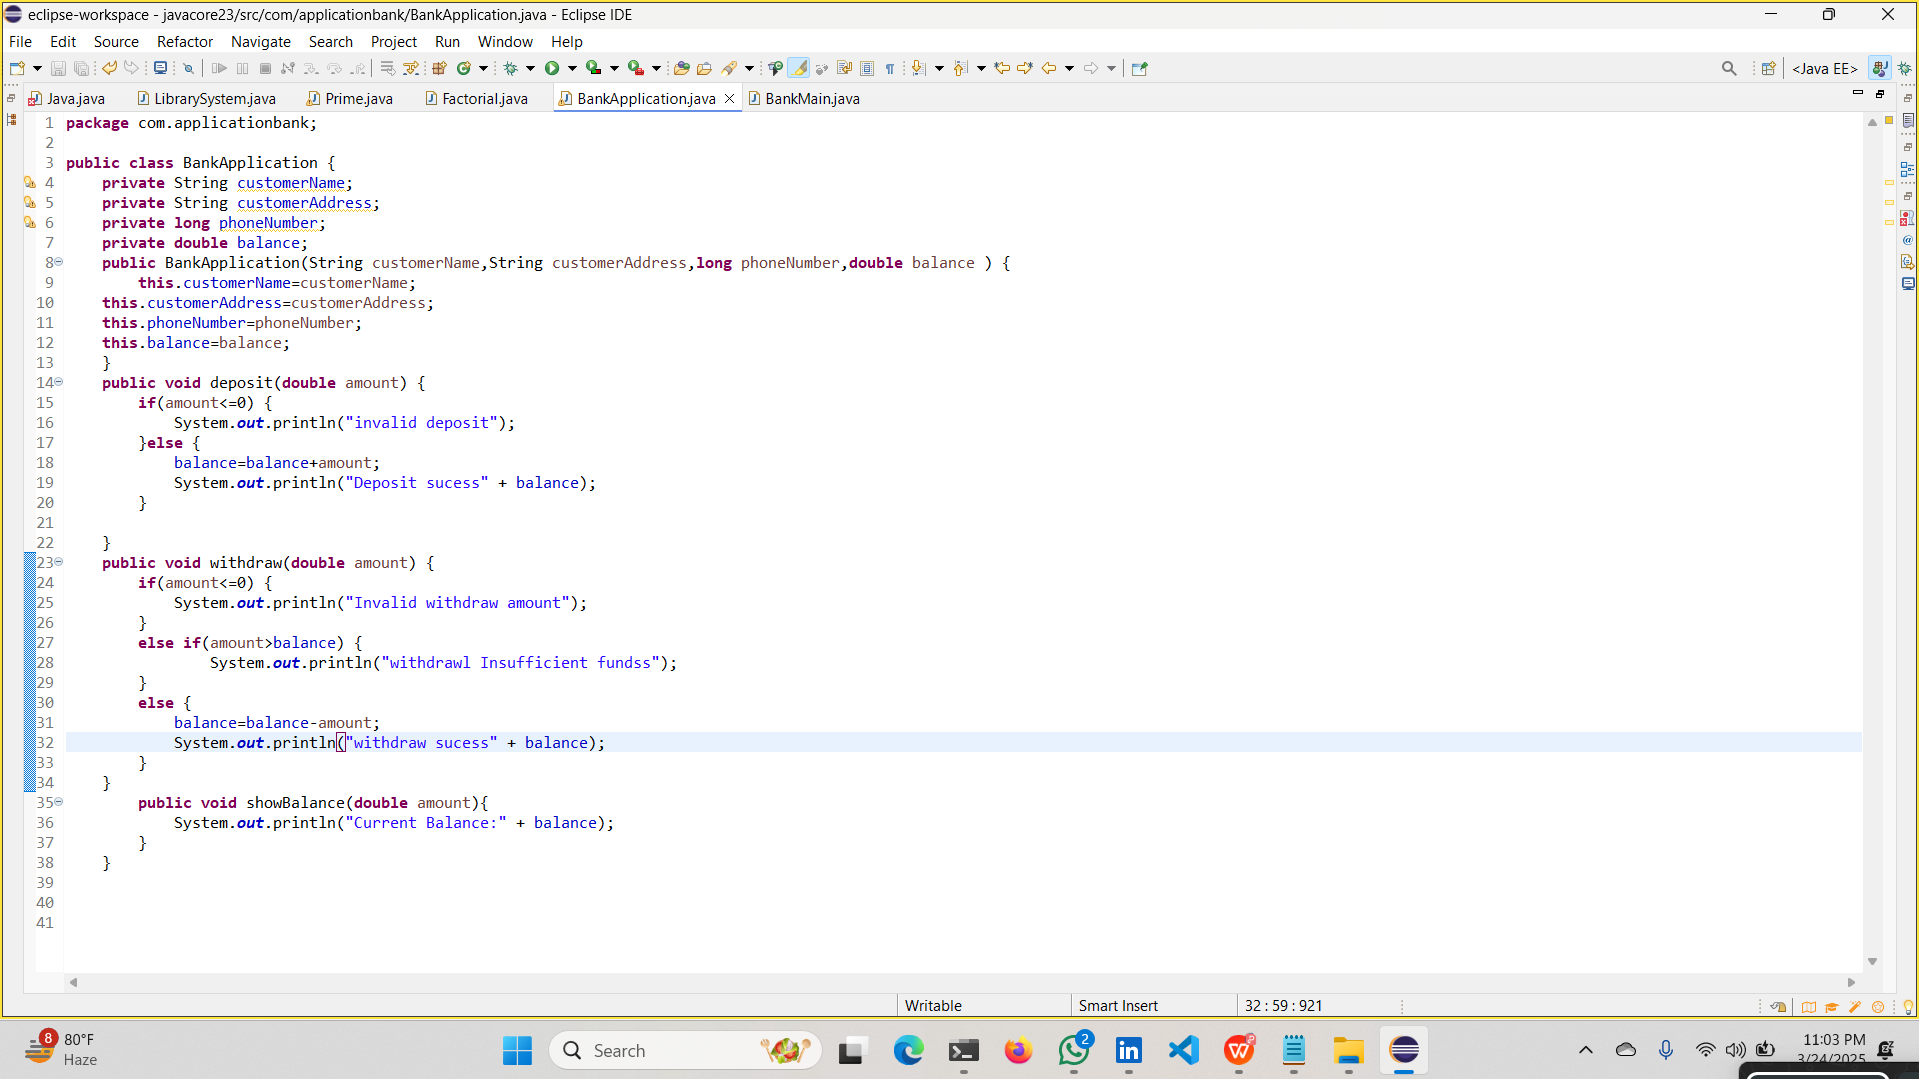 eclipse-workspace - javacore23/src/com/applicationbank/BankApplication.java - Eclipse IDE
File Edit Source Refactor Navigate Search Project Run Window Help
<Java EE>
Java.java LibrarySystem.java Prime.java Factorial.java BankApplication.java BankMain.java
1 package com.applicationbank;
2
3 public class BankApplication {
4 private String customerName;
5 private String customerAddress;
6 private long phoneNumber;
7 private double balance;
8 public BankApplication(String customerName,String customerAddress,long phoneNumber,double balance ) {
9 this.customerName=customerName;
10 this.customerAddress=customerAddress;
11 this.phoneNumber=phoneNumber;
12 this.balance=balance;
13 }
14 public void deposit(double amount) {
15 if(amount<=0) {
16 System.out.println("invalid deposit");
17 }else {
18 balance=balance+amount;
19 System.out.println("Deposit sucess" + balance);
20 }
21
22 }
23 public void withdraw(double amount) {
24 if(amount<=0) {
25 System.out.println("Invalid withdraw amount");
26 }
27 else if(amount>balance) {
28 System.out.println("withdrawl Insufficient fundss");
29 }
30 else {
31 balance=balance-amount;
32 System.out.println("withdraw sucess" + balance);
33 }
34 }
35 public void showBalance(double amount){
36 System.out.println("Current Balance:" + balance);
37 }
38 }
39
40
41
Writable Smart Insert 32 : 59 : 921
8 80°F
Haze
Search
2
11:03 PM
3/24/2025